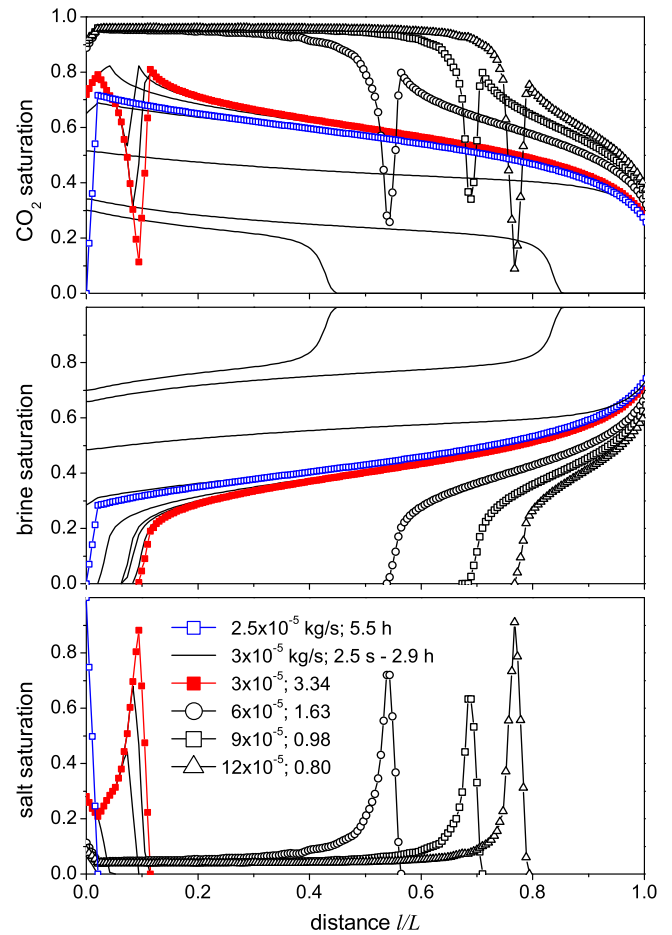 1.0
0.8
0.6
0.4
0.2
0.0
CO₂ saturation
0.8
0.6
0.4
0.2
0.0
brine saturation
0.8
0.6
0.4
0.2
0.0
salt saturation
2.5x10⁻⁵ kg/s; 5.5 h
3x10⁻⁵ kg/s; 2.5 s - 2.9 h
3x10⁻⁵; 3.34
6x10⁻⁵; 1.63
9x10⁻⁵; 0.98
12x10⁻⁵; 0.80
0.0 0.2 0.4 0.6 0.8 1.0
distance l/L